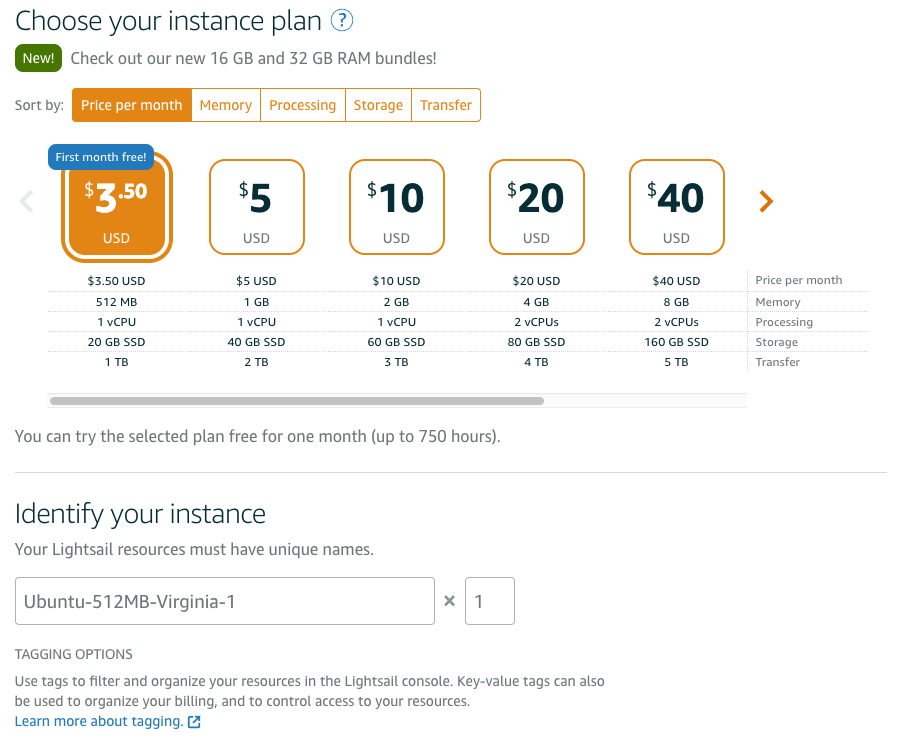 Choose your instance plan ?
New! Check out our new 16 GB and 32 GB RAM bundles!
Sort by: Price per month Memory Processing Storage Transfer
First month free!
$3.50 $5 $10 $20 $40
USD USD USD USD USD
$3.50 USD $5 USD $10 USD $20 USD $40 USD Price per month
512 MB 1 GB 2 GB 4 GB 8 GB Memory
1 vCPU 1 vCPU 1 vCPU 2 vCPUs 2 vCPUs Processing
20 GB SSD 40 GB SSD 60 GB SSD 80 GB SSD 160 GB SSD Storage
1 TB 2 TB 3 TB 4 TB 5 TB Transfer
You can try the selected plan free for one month (up to 750 hours).
Identify your instance
Your Lightsail resources must have unique names.
Ubuntu-512MB-Virginia-1 × 1
TAGGING OPTIONS
Use tags to filter and organize your resources in the Lightsail console. Key-value tags can also
be used to organize your billing, and to control access to your resources.
Learn more about tagging.